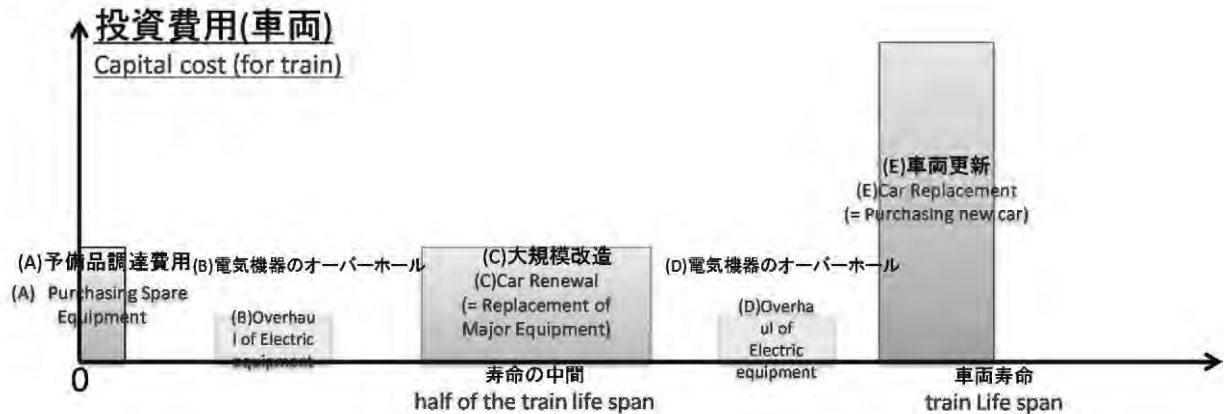 投資費用(車両)
Capital cost (for train)
(E)車両更新
(E)Car Replacement
(= Purchasing new car)
(A)予備品調達費用
(A) Purchasing Spare
Equipment
(B)電気機器のオーバーホール
(B)Overhau
l of Electric
equipment
(C)大規模改造
(C)Car Renewal
(= Replacement of
Major Equipment)
(D)電気機器のオーバーホール
(D)Overha
ul of
Electric
equipment
0
寿命の中間
half of the train life span
車両寿命
train Life span